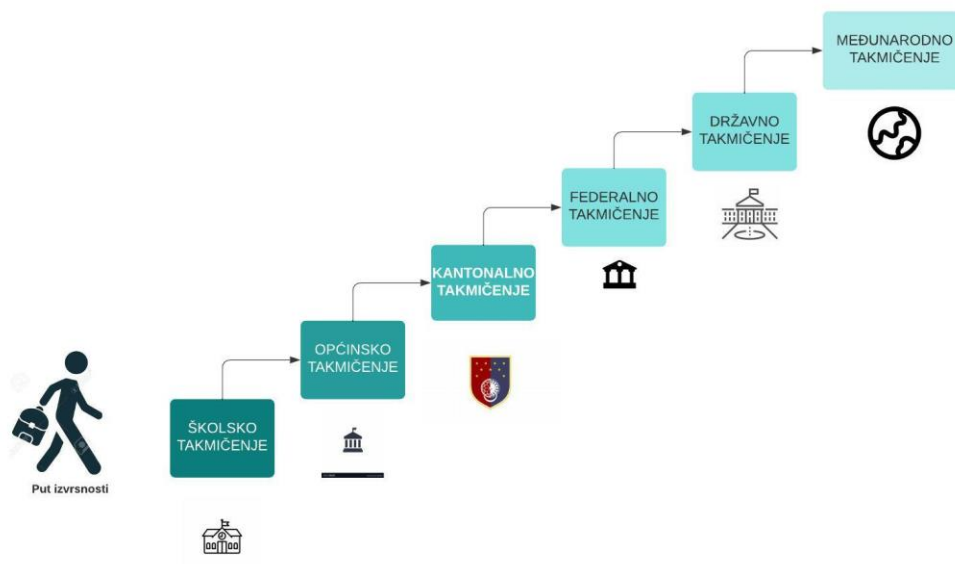 MEĐUNARODNO
TAKMIČENJE
DRŽAVNO
TAKMIČENJE
FEDERALNO
TAKMIČENJE
KANTONALNO
TAKMIČENJE
OPĆINSKO
TAKMIČENJE
ŠKOLSKO
TAKMIČENJE
Put izvrsnosti